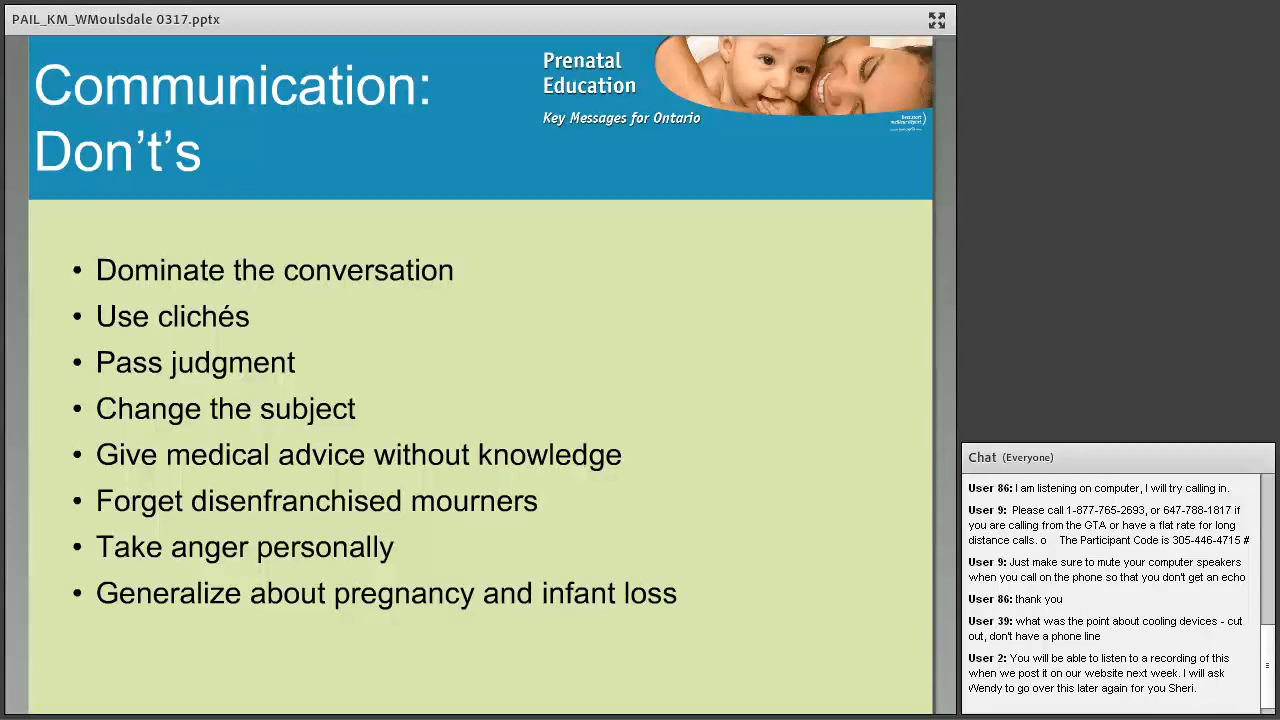 PAIL_KM_WMoulsdale 0317.pptx
Communication:
Don't's
Prenatal
Education
Key Messages for Ontario
• Dominate the conversation
• Use clichés
• Pass judgment
• Change the subject
• Give medical advice without knowledge
• Forget disenfranchised mourners
• Take anger personally
• Generalize about pregnancy and infant loss
Chat (Everyone)
User 86: I am listening on computer, I will try calling in.
User 9: Please call 1-877-765-2693, or 647-788-1817 if
you are calling from the GTA or have a flat rate for long
distance calls. o The Participant Code is 305-446-4715 #
User 9: Just make sure to mute your computer speakers
when you call on the phone so that you don't get an echo
User 86: thank you
User 39: what was the point about cooling devices - cut
out, don't have a phone line
User 2: You will be able to listen to a recording of this
when we post it on our website next week. I will ask
Wendy to go over this later again for you Sheri.